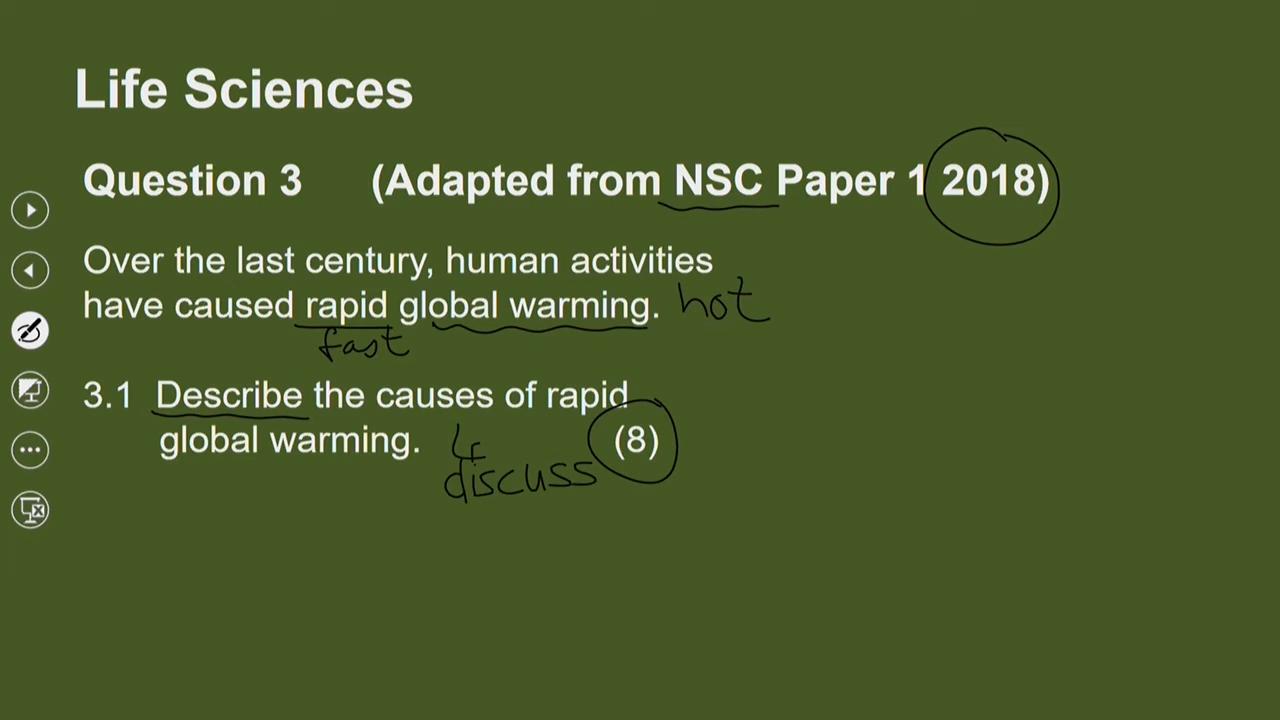 Life Sciences
Question 3 (Adapted from NSC Paper 1 2018)
Over the last century, human activities
have caused rapid global warming. hot
fast
3.1 Describe the causes of rapid
global warming. (8)
discuss